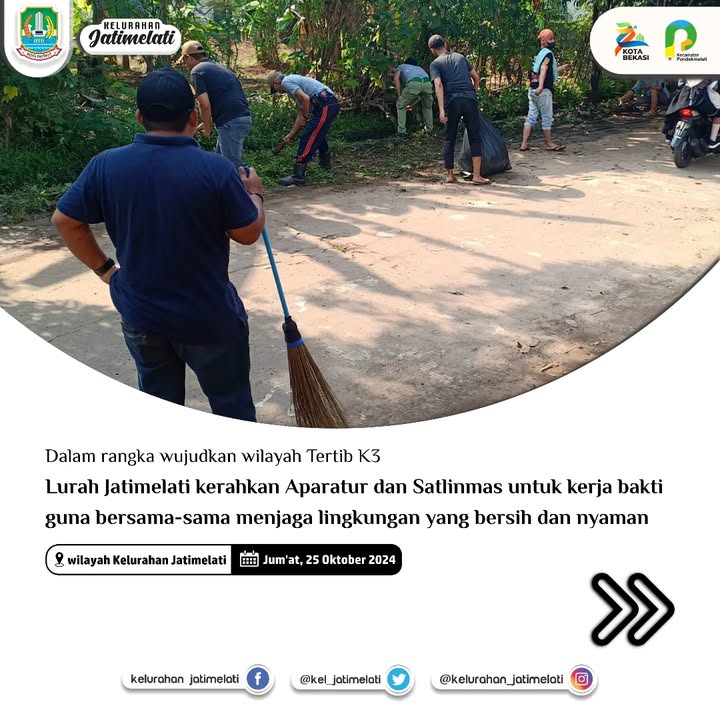 KELURAHAN
Jatimelati
KOTA
BEKASI
Kecamatan
Pondokmelati
Dalam rangka wujudkan wilayah Tertib K3
Lurah Jatimelati kerahkan Aparatur dan Satlinmas untuk kerja bakti
guna bersama-sama menjaga lingkungan yang bersih dan nyaman
wilayah Kelurahan Jatimelati
Jum'at, 25 Oktober 2024
kelurahan jatimelati
@kel_jatimelati
@kelurahan_jatimelati